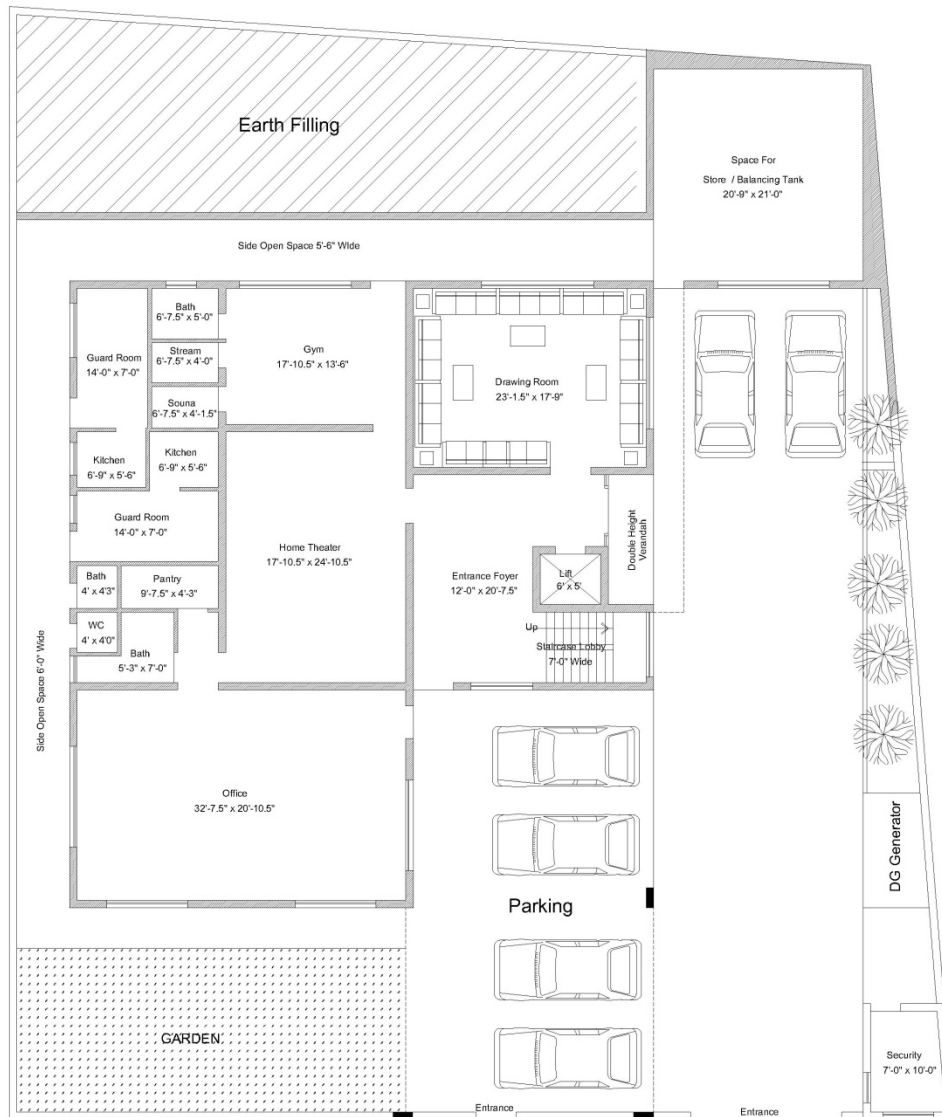 Earth Filling
Space For
Store / Balancing Tank
20'-9" x 21'-0"
Side Open Space 5'-6" Wide
Bath
6'-7.5" x 5'-0"
Guard Room
14'-0" x 7'-0"
Stream
6'-7.5" x 4'-0"
Gym
17'-10.5" x 13'-6"
Souna
6'-7.5" x 4'-1.5"
Drawing Room
23'-1.5" x 17'-9"
Kitchen
6'-9" x 5'-6"
Kitchen
6'-9" x 5'-6"
Guard Room
14'-0" x 7'-0"
Home Theater
17'-10.5" x 24'-10.5"
Double Height
Verandah
Entrance Foyer
12'-0" x 20'-7.5"
Lift
6' x 5'
Bath
4' x 4'3"
Pantry
9'-7.5" x 4'-3"
WC
4' x 4'0"
Bath
5'-3" x 7'-0"
Up
Staircase Lobby
7'-0" Wide
Side Open Space 6'-0" Wide
Office
32'-7.5" x 20'-10.5"
DG Generator
Parking
GARDEN
Security
7'-0" x 10'-0"
Entrance
Entrance